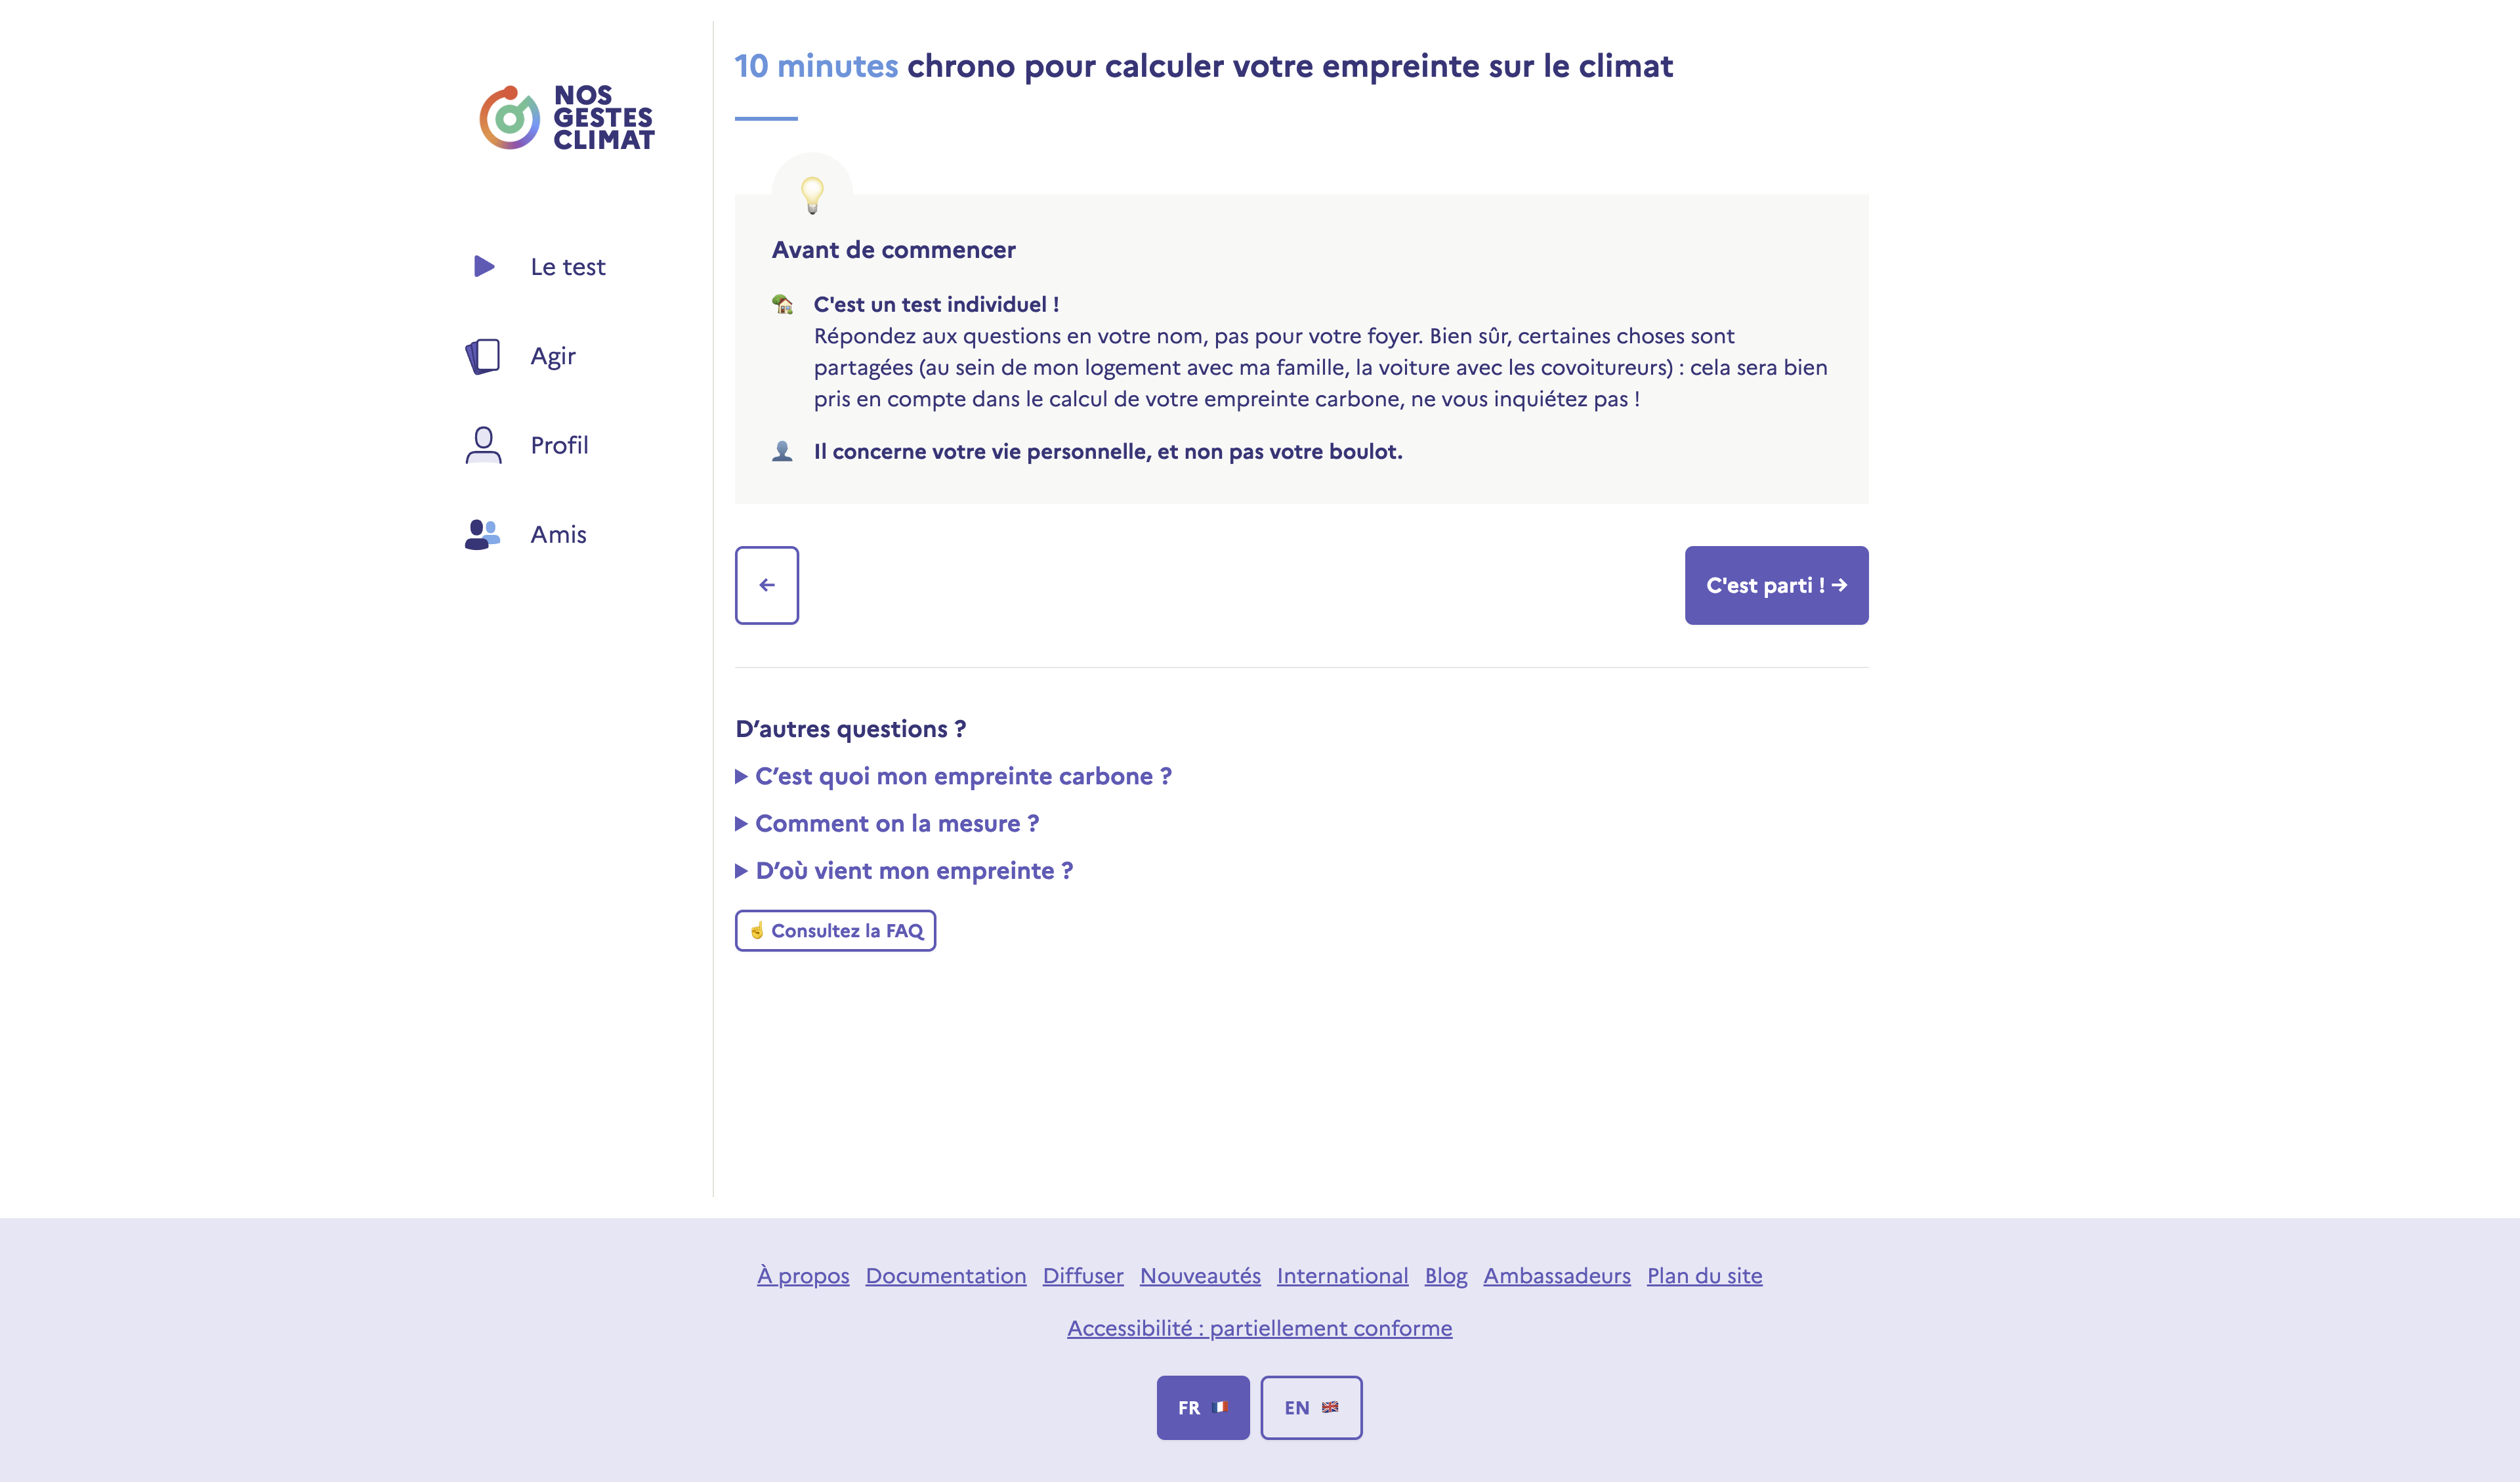 NOS
GESTES
CLIMAT
Le test
Agir
Profil
Amis
10 minutes chrono pour calculer votre empreinte sur le climat
Avant de commencer
C'est un test individuel !
Répondez aux questions en votre nom, pas pour votre foyer. Bien sûr, certaines choses sont
partagées (au sein de mon logement avec ma famille, la voiture avec les covoitureurs) : cela sera bien
pris en compte dans le calcul de votre empreinte carbone, ne vous inquiétez pas !
Il concerne votre vie personnelle, et non pas votre boulot.
←
C'est parti ! →
D’autres questions ?
C’est quoi mon empreinte carbone ?
Comment on la mesure ?
D’où vient mon empreinte ?
☝️ Consultez la FAQ
À propos Documentation Diffuser Nouveautés International Blog Ambassadeurs Plan du site
Accessibilité : partiellement conforme
FR EN